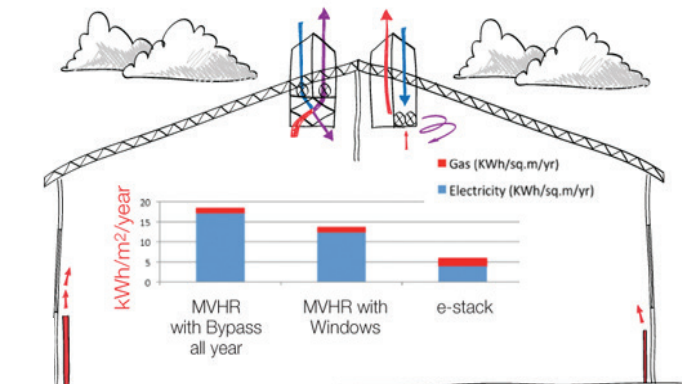 Gas (KWh/sq.m/yr)
Electricity (KWh/sq.m/yr)
kWh/m2/year
20
15
10
5
0
MVHR
with Bypass
all year
MVHR with
Windows
e-stack